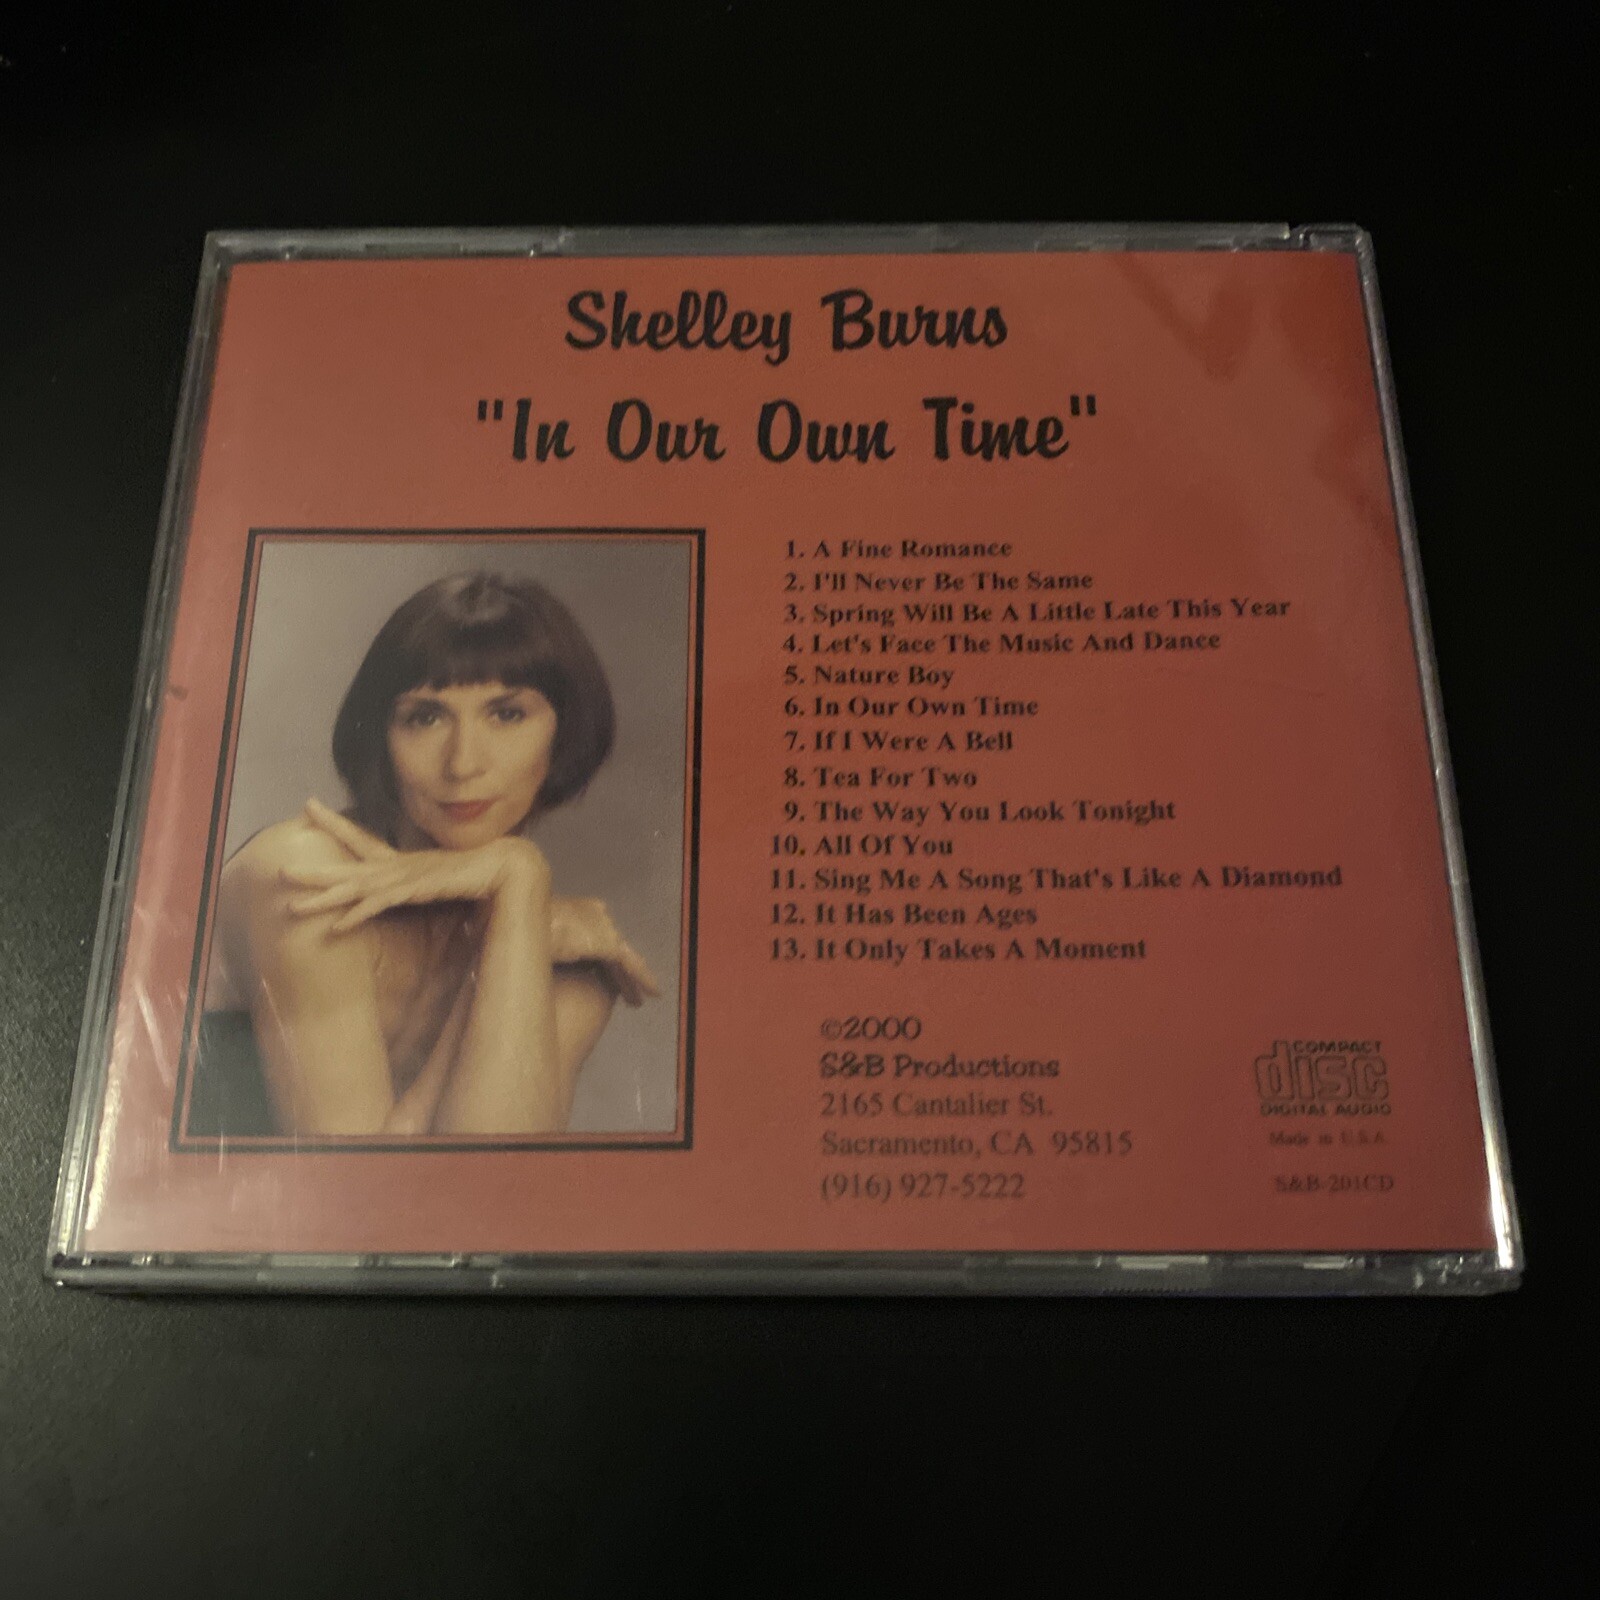 Shelley Burns
"In Our Own Time"
1. A Fine Romance
2. I'll Never Be The Same
3. Spring Will Be A Little Late This Year
4. Let's Face The Music And Dance
5. Nature Boy
6. In Our Own Time
7. If I Were A Bell
8. Tea For Two
9. The Way You Look Tonight
10. All Of You
11. Sing Me A Song That's Like A Diamond
12. It Has Been Ages
13. It Only Takes A Moment
©2000
S&B Productions
2165 Cantalier St.
Sacramento, CA 95815
(916) 927-5222
COMPACT
disc
DIGITAL AUDIO
Made in U.S.A.
S&B-201CD